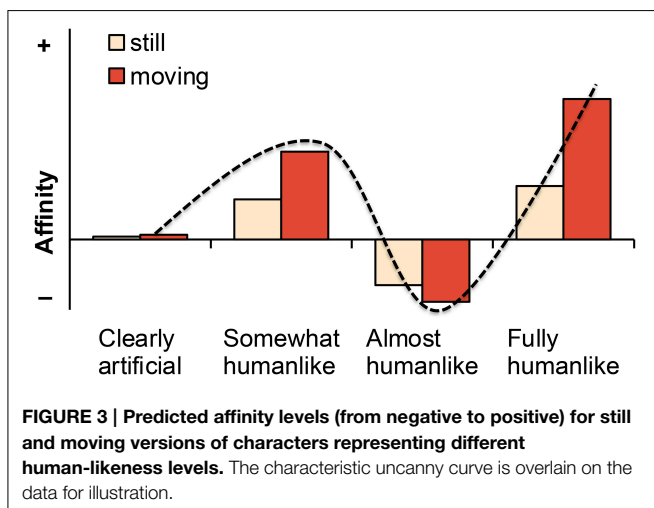 +
still
moving
Affinity
–
Clearly artificial
Somewhat humanlike
Almost humanlike
Fully humanlike
FIGURE 3 | Predicted affinity levels (from negative to positive) for still
and moving versions of characters representing different
human-likeness levels. The characteristic uncanny curve is overlain on the
data for illustration.